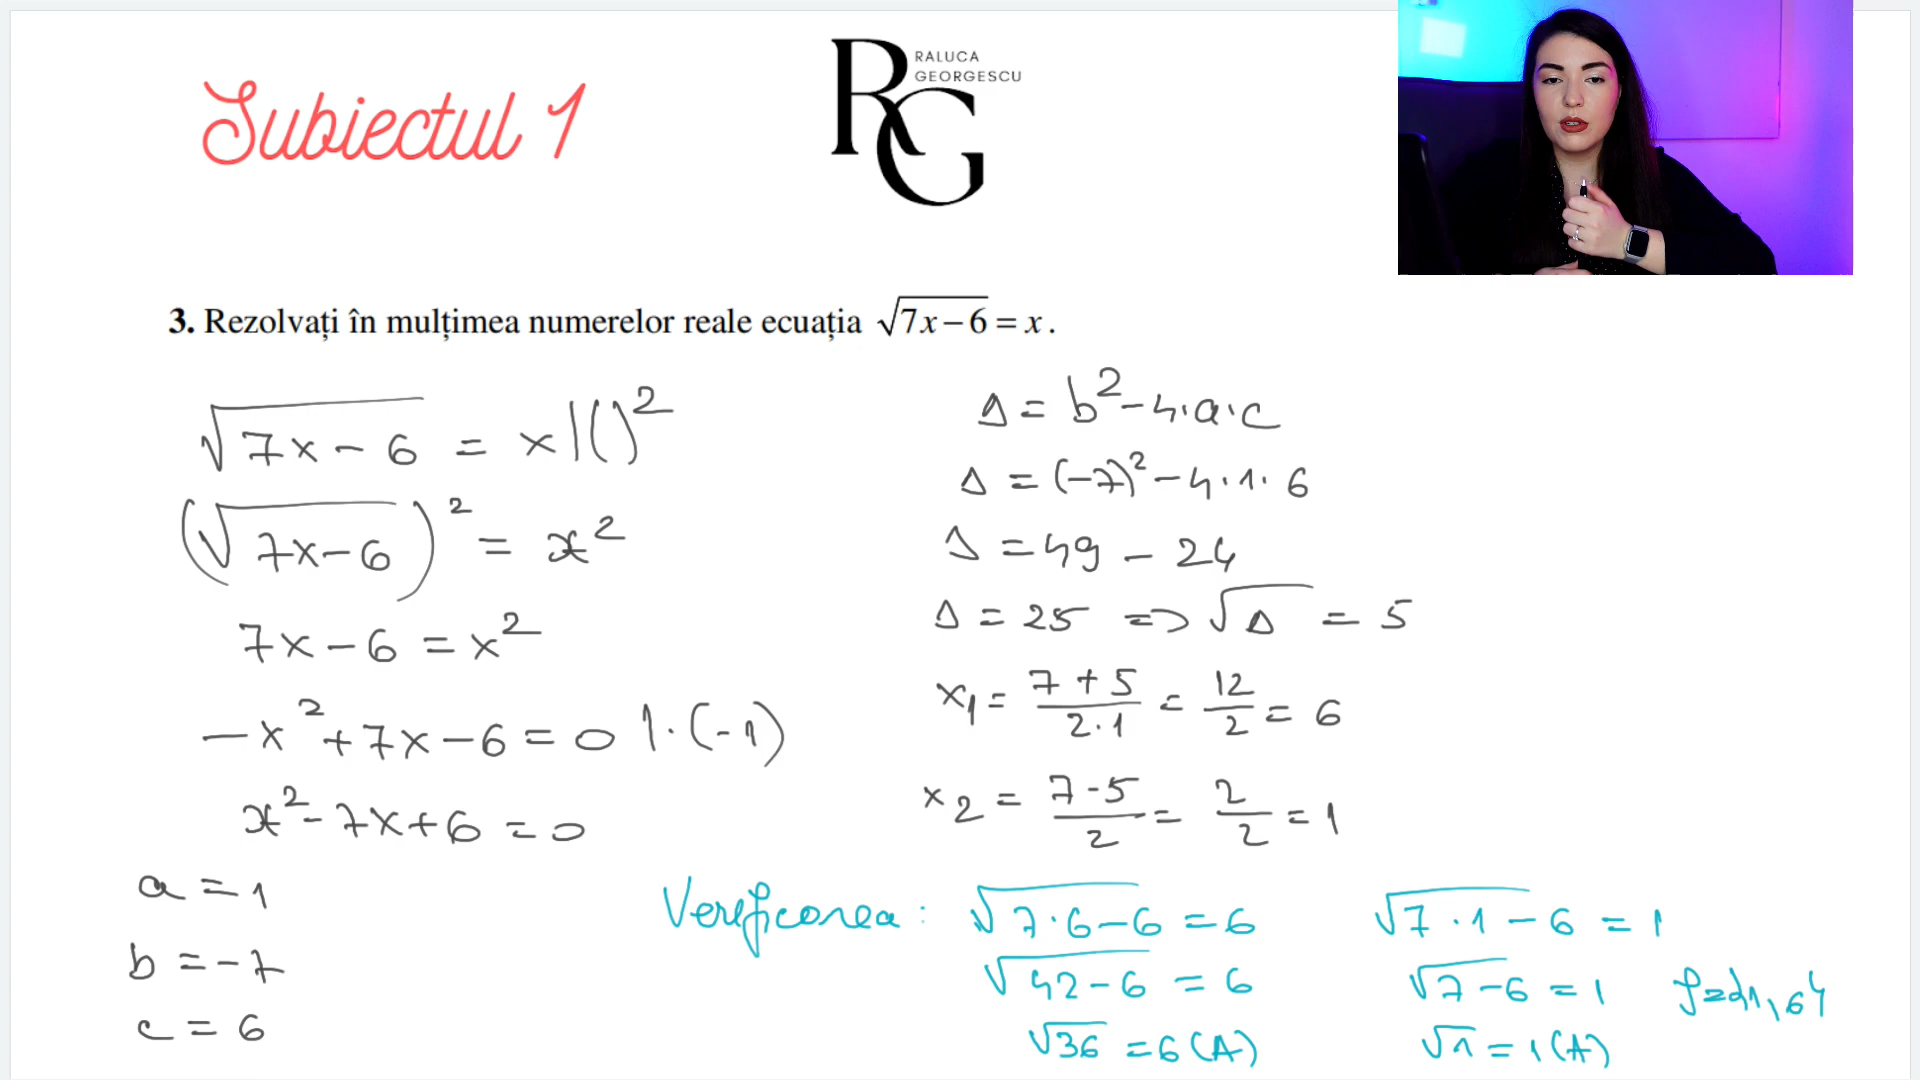 Subiectul 1
RG
RALUCA
GEORGESCU
3. Rezolvați în mulțimea numerelor reale ecuația √(7x−6) = x.
√(7x−6) = x |( )²
(√(7x−6))² = x²
7x − 6 = x²
−x² + 7x − 6 = 0 | · (−1)
x² − 7x + 6 = 0
a = 1
b = −7
c = 6
Δ = b² − 4·a·c
Δ = (−7)² − 4·1·6
Δ = 49 − 24
Δ = 25 => √Δ = 5
x₁ = (7+5)/(2·1) = 12/2 = 6
x₂ = (7−5)/2 = 2/2 = 1
Verificarea: √(7·6−6) = 6
√(42−6) = 6
√36 = 6 (A)
√(7·1−6) = 1
√(7−6) = 1
S = {1, 6}
√1 = 1 (A)